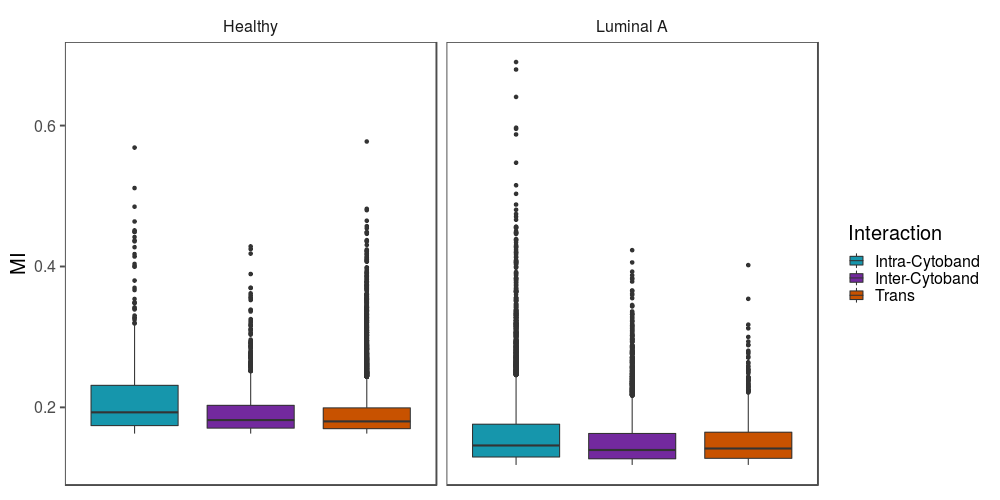 Healthy
Luminal A
0.6
0.4
0.2
MI
Interaction
Intra-Cytoband
Inter-Cytoband
Trans